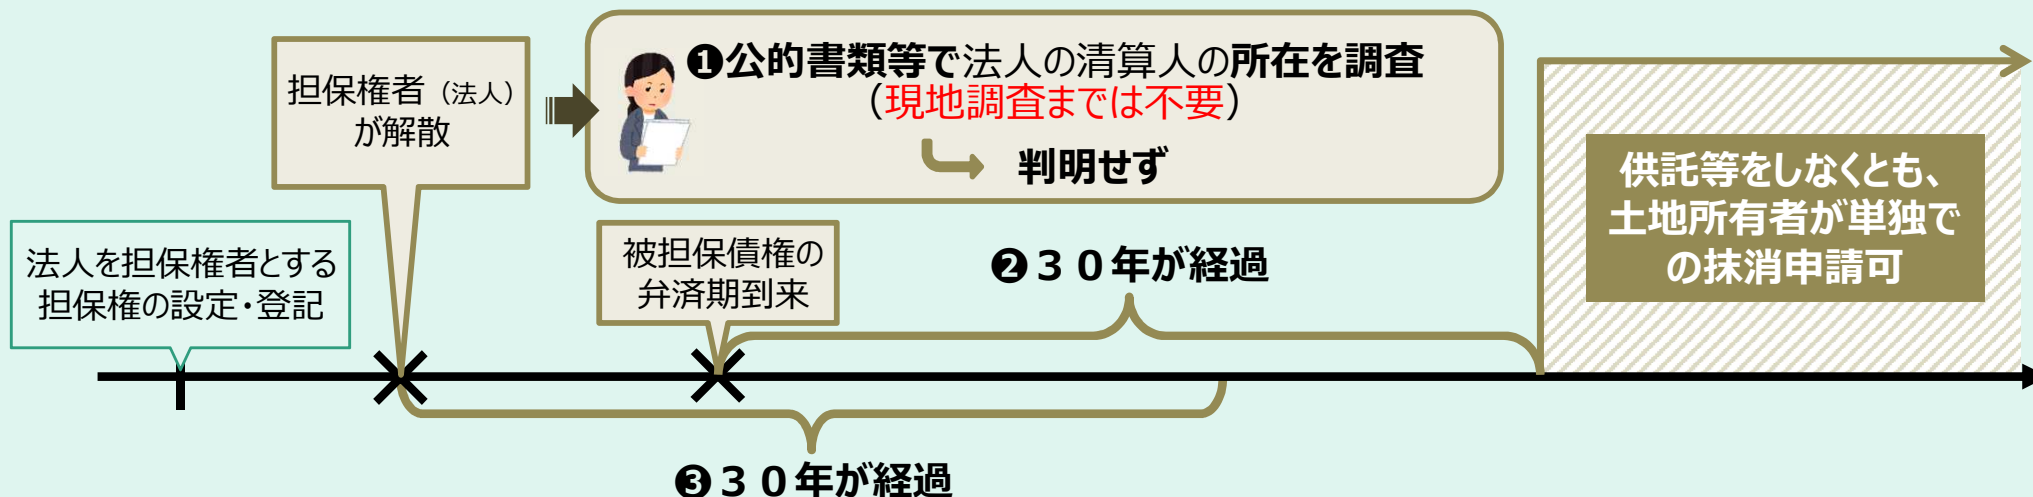 担保権者（法人）
が解散
❶公的書類等で法人の清算人の所在を調査
（現地調査までは不要）
判明せず
法人を担保権者とする
担保権の設定・登記
被担保債権の
弁済期到来
❷３０年が経過
供託等をしなくとも、
土地所有者が単独で
の抹消申請可
❸３０年が経過